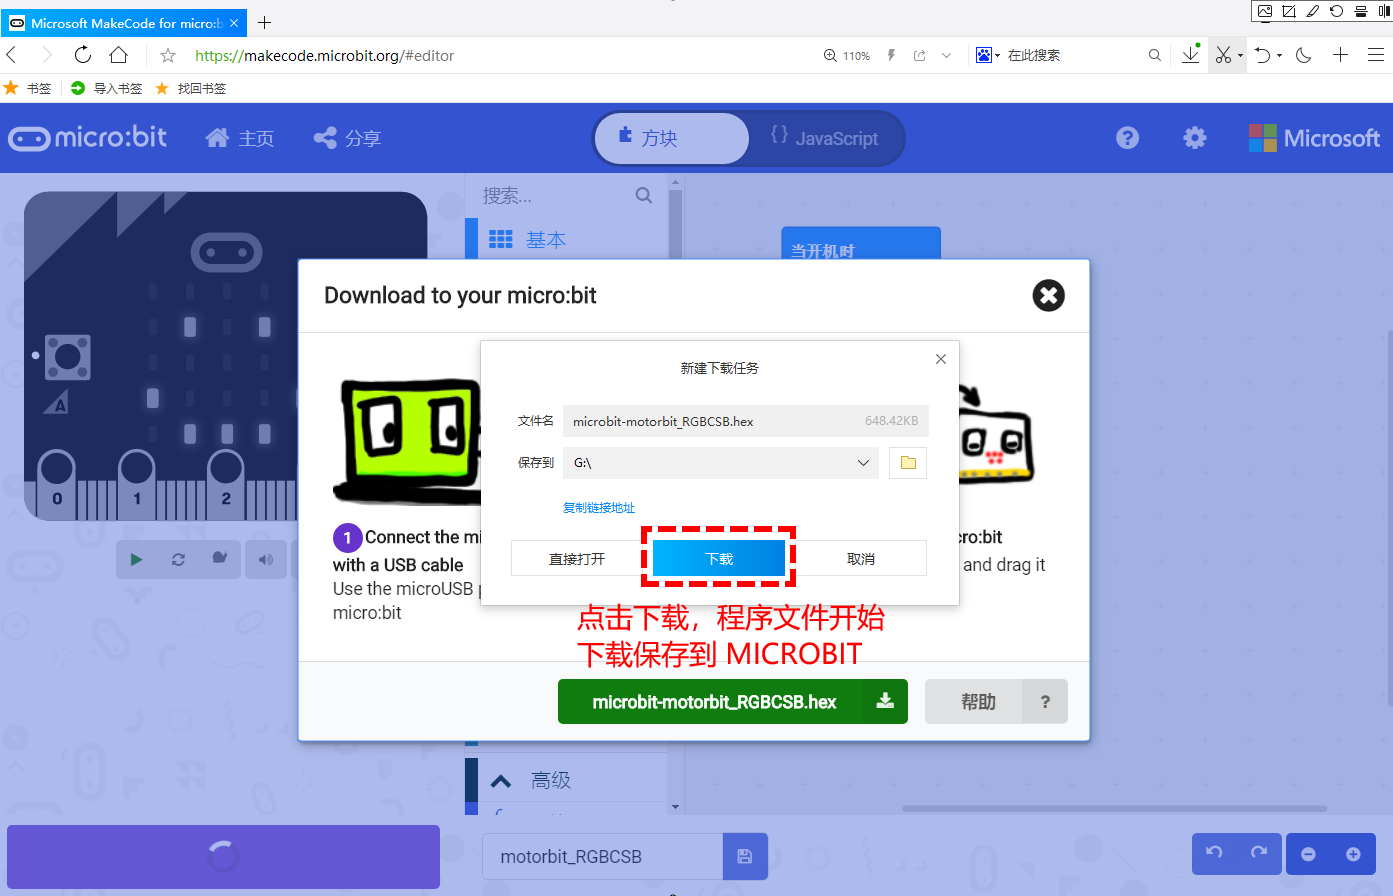 Microsoft MakeCode for micro:b
https://makecode.microbit.org/#editor
110%
在此搜索
书签
导入书签
找回书签
micro:bit
主页
分享
方块
{} JavaScript
Microsoft
搜索...
基本
当开机时
A
0
1
2
Download to your micro:bit
新建下载任务
文件名
microbit-motorbit_RGBCSB.hex
648.42KB
保存到
G:\
复制链接地址
直接打开
下载
取消
1
Connect the mi
with a USB cable
Use the microUSB p
micro:bit
cro:bit
and drag it
点击下载，程序文件开始
下载保存到 MICROBIT
microbit-motorbit_RGBCSB.hex
帮助
?
高级
motorbit_RGBCSB